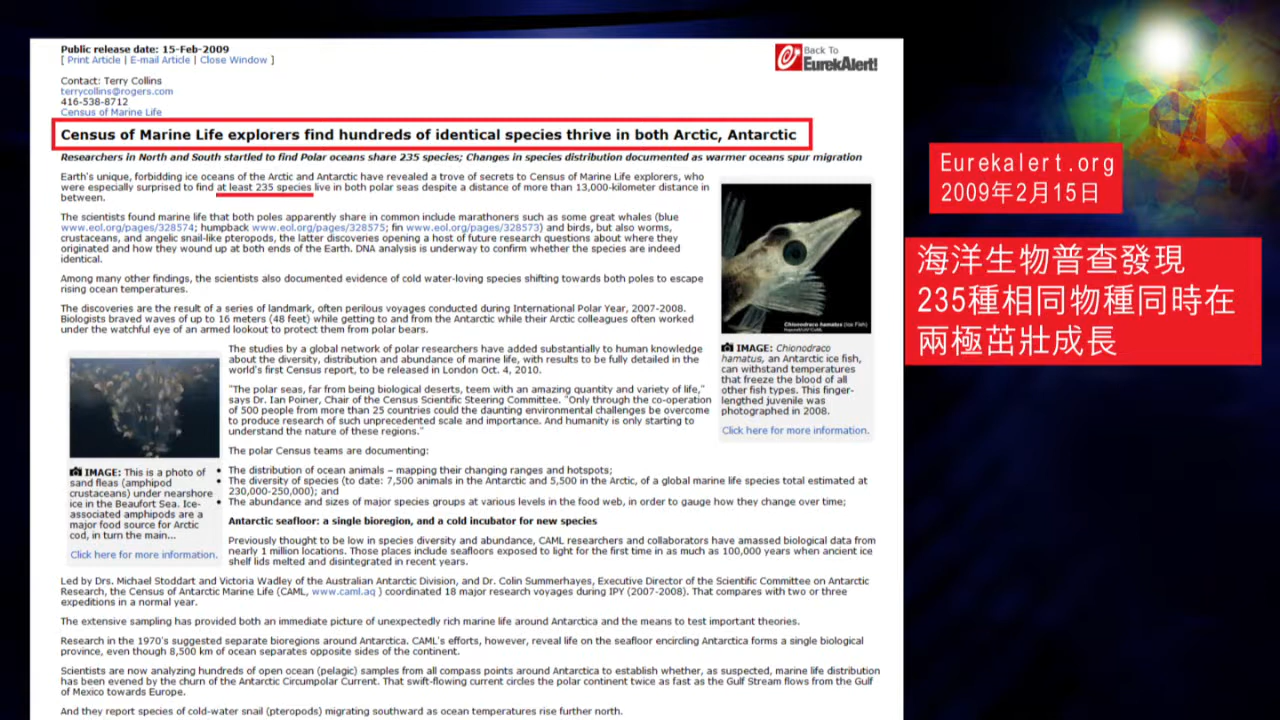 Public release date: 15-Feb-2009
[ Print Article | E-mail Article | Close Window ]
Back To
EurekAlert!
Contact: Terry Collins
terrycollins@rogers.com
416-538-8712
Census of Marine Life
Census of Marine Life explorers find hundreds of identical species thrive in both Arctic, Antarctic
Researchers in North and South startled to find Polar oceans share 235 species; Changes in species distribution documented as warmer oceans spur migration
Earth's unique, forbidding ice oceans of the Arctic and Antarctic have revealed a trove of secrets to Census of Marine Life explorers, who
were especially surprised to find at least 235 species live in both polar seas despite a distance of more than 13,000-kilometer distance in
between.
The scientists found marine life that both poles apparently share in common include marathoners such as some great whales (blue
www.eol.org/pages/328574; humpback www.eol.org/pages/328575; fin www.eol.org/pages/328573) and birds, but also worms,
crustaceans, and angelic snail-like pteropods, the latter discoveries opening a host of future research questions about where they
originated and how they wound up at both ends of the Earth. DNA analysis is underway to confirm whether the species are indeed
identical.
Among many other findings, the scientists also documented evidence of cold water-loving species shifting towards both poles to escape
rising ocean temperatures.
The discoveries are the result of a series of landmark, often perilous voyages conducted during International Polar Year, 2007-2008.
Biologists braved waves of up to 16 meters (48 feet) while getting to and from the Antarctic while their Arctic colleagues often worked
under the watchful eye of an armed lookout to protect them from polar bears.
Chionodraco hamatus (Ice Fish)
IMAGE: Chionodraco
hamatus, an Antarctic ice fish,
can withstand temperatures
that freeze the blood of all
other fish types. This finger-
lengthed juvenile was
photographed in 2008.
Click here for more information.
The studies by a global network of polar researchers have added substantially to human knowledge
about the diversity, distribution and abundance of marine life, with results to be fully detailed in the
world's first Census report, to be released in London Oct. 4, 2010.
"The polar seas, far from being biological deserts, teem with an amazing quantity and variety of life,"
says Dr. Ian Poiner, Chair of the Census Scientific Steering Committee. "Only through the co-operation
of 500 people from more than 25 countries could the daunting environmental challenges be overcome
to produce research of such unprecedented scale and importance. And humanity is only starting to
understand the nature of these regions."
The polar Census teams are documenting:
IMAGE: This is a photo of
sand fleas (amphipod
crustaceans) under nearshore
ice in the Beaufort Sea. Ice-
associated amphipods are a
major food source for Arctic
cod, in turn the main...
Click here for more information.
• The distribution of ocean animals – mapping their changing ranges and hotspots;
• The diversity of species (to date: 7,500 animals in the Antarctic and 5,500 in the Arctic, of a global marine life species total estimated at
230,000-250,000); and
• The abundance and sizes of major species groups at various levels in the food web, in order to gauge how they change over time;
Antarctic seafloor: a single bioregion, and a cold incubator for new species
Previously thought to be low in species diversity and abundance, CAML researchers and collaborators have amassed biological data from
nearly 1 million locations. Those places include seafloors exposed to light for the first time in as much as 100,000 years when ancient ice
shelf lids melted and disintegrated in recent years.
Led by Drs. Michael Stoddart and Victoria Wadley of the Australian Antarctic Division, and Dr. Colin Summerhayes, Executive Director of the Scientific Committee on Antarctic
Research, the Census of Antarctic Marine Life (CAML, www.caml.aq ) coordinated 18 major research voyages during IPY (2007-2008). That compares with two or three
expeditions in a normal year.
The extensive sampling has provided both an immediate picture of unexpectedly rich marine life around Antarctica and the means to test important theories.
Research in the 1970's suggested separate bioregions around Antarctica. CAML's efforts, however, reveal life on the seafloor encircling Antarctica forms a single biological
province, even though 8,500 km of ocean separates opposite sides of the continent.
Scientists are now analyzing hundreds of open ocean (pelagic) samples from all compass points around Antarctica to establish whether, as suspected, marine life distribution
has been evened by the churn of the Antarctic Circumpolar Current. That swift-flowing current circles the polar continent twice as fast as the Gulf Stream flows from the Gulf
of Mexico towards Europe.
And they report species of cold-water snail (pteropods) migrating southward as ocean temperatures rise further north.
Eurekalert.org
2009年2月15日
海洋生物普查發現
235種相同物種同時在
兩極茁壯成長